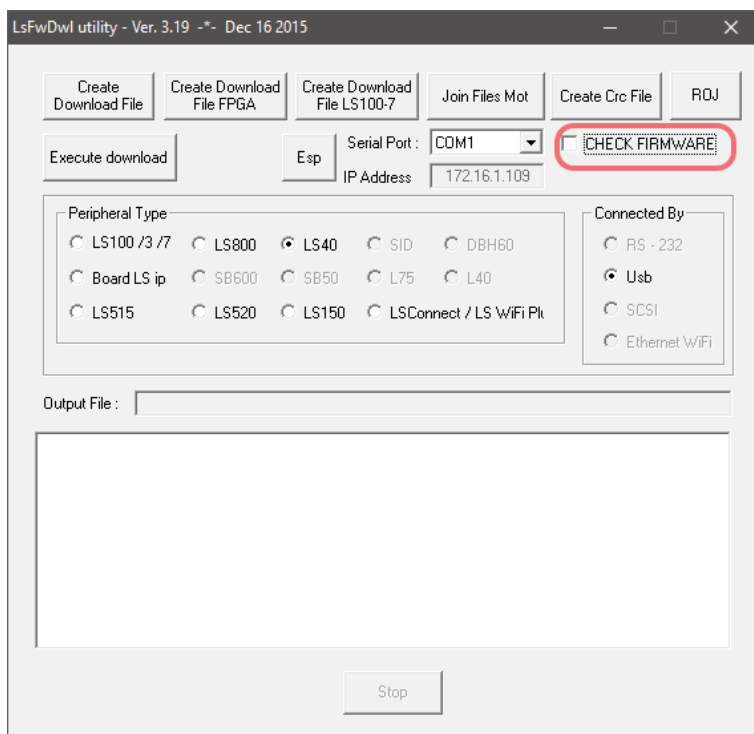 LsFwDwl utility - Ver. 3.19 -*- Dec 16 2015
Create
Download File
Create Download
File FPGA
Create Download
File LS100-7
Join Files Mot
Create Crc File
ROJ
Execute download
Esp
Serial Port :
COM1
CHECK FIRMWARE
IP Address
172.16.1.109
Peripheral Type
LS100 /3 /7
LS800
LS40
SID
DBH60
Board LS ip
SB600
SB50
L75
L40
LS515
LS520
LS150
LSConnect / LS WiFi Plu
Connected By
RS - 232
Usb
SCSI
Ethernet WiFi
Output File :
Stop